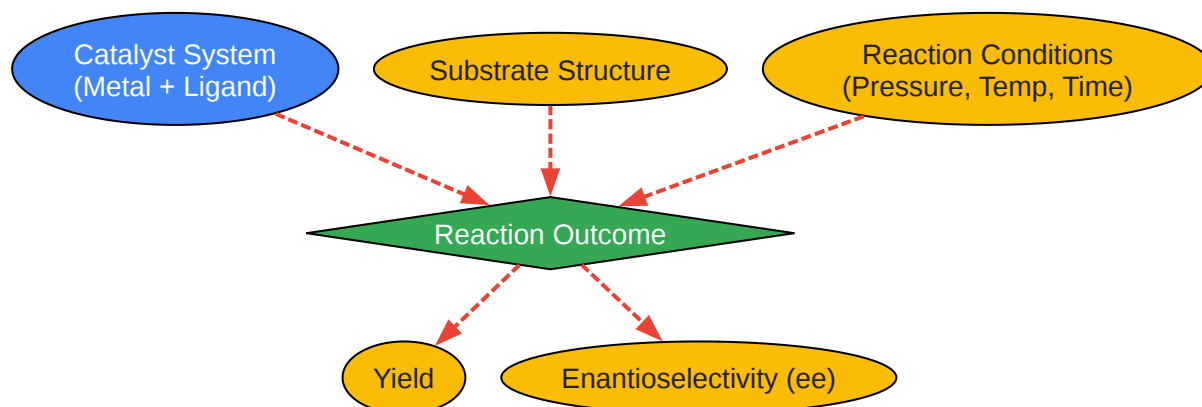 Catalyst System
(Metal + Ligand)
Substrate Structure
Reaction Conditions
(Pressure, Temp, Time)
Reaction Outcome
Yield
Enantioselectivity (ee)